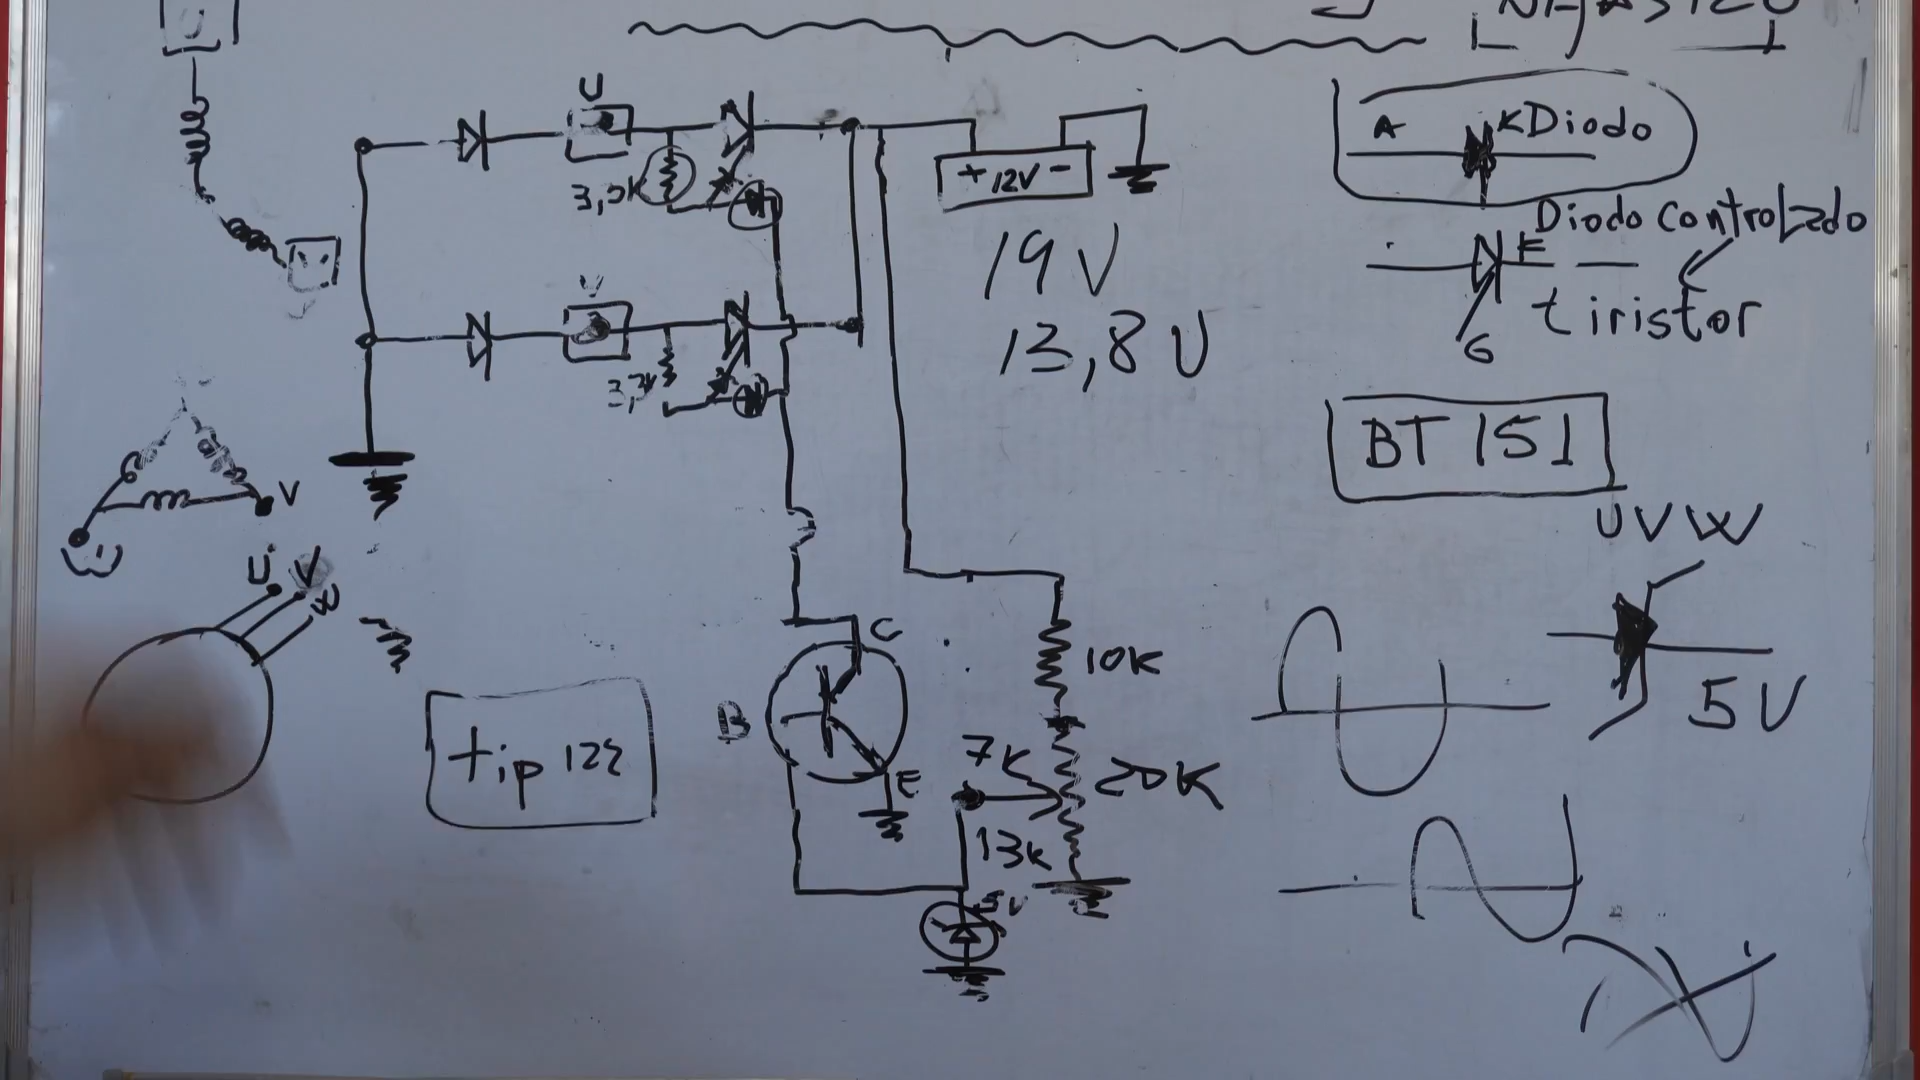 U
3,3K
+ 12V -
19V
13,8V
A K Diodo
Diodo Controlado
tiristor
G
U
3,3K
BT 151
UVW
V
W
U V W
C
B
E
tip 122
10K
7K
20K
13K
5V
5V